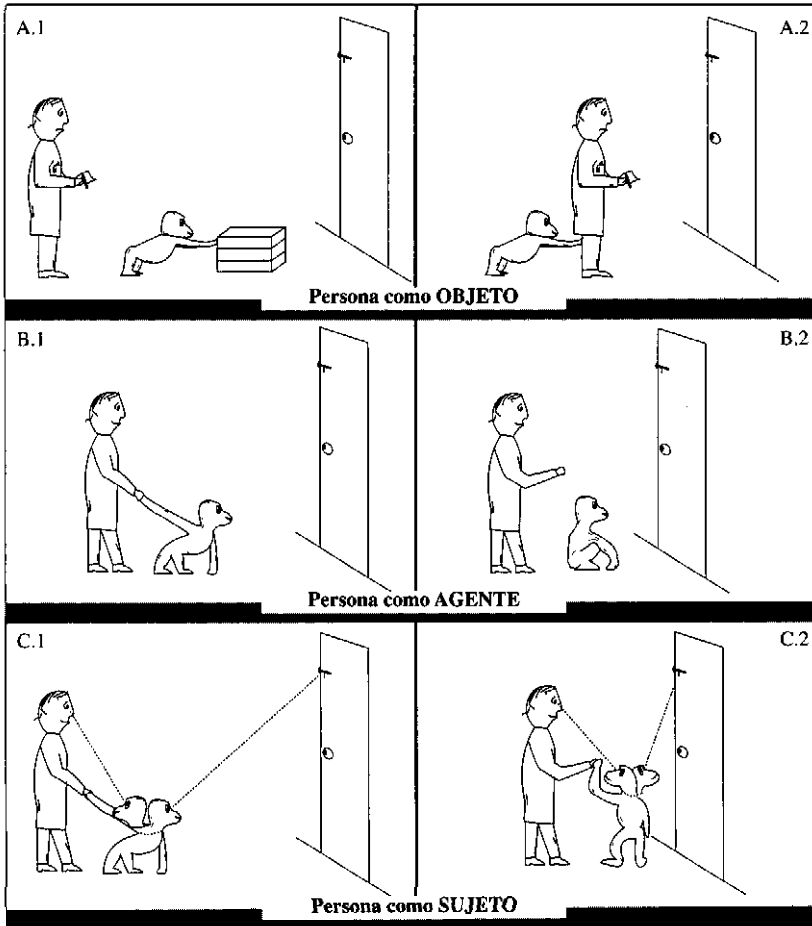 A.1
A.2
Persona como OBJETO
B.1
B.2
Persona como AGENTE
C.1
C.2
Persona como SUJETO